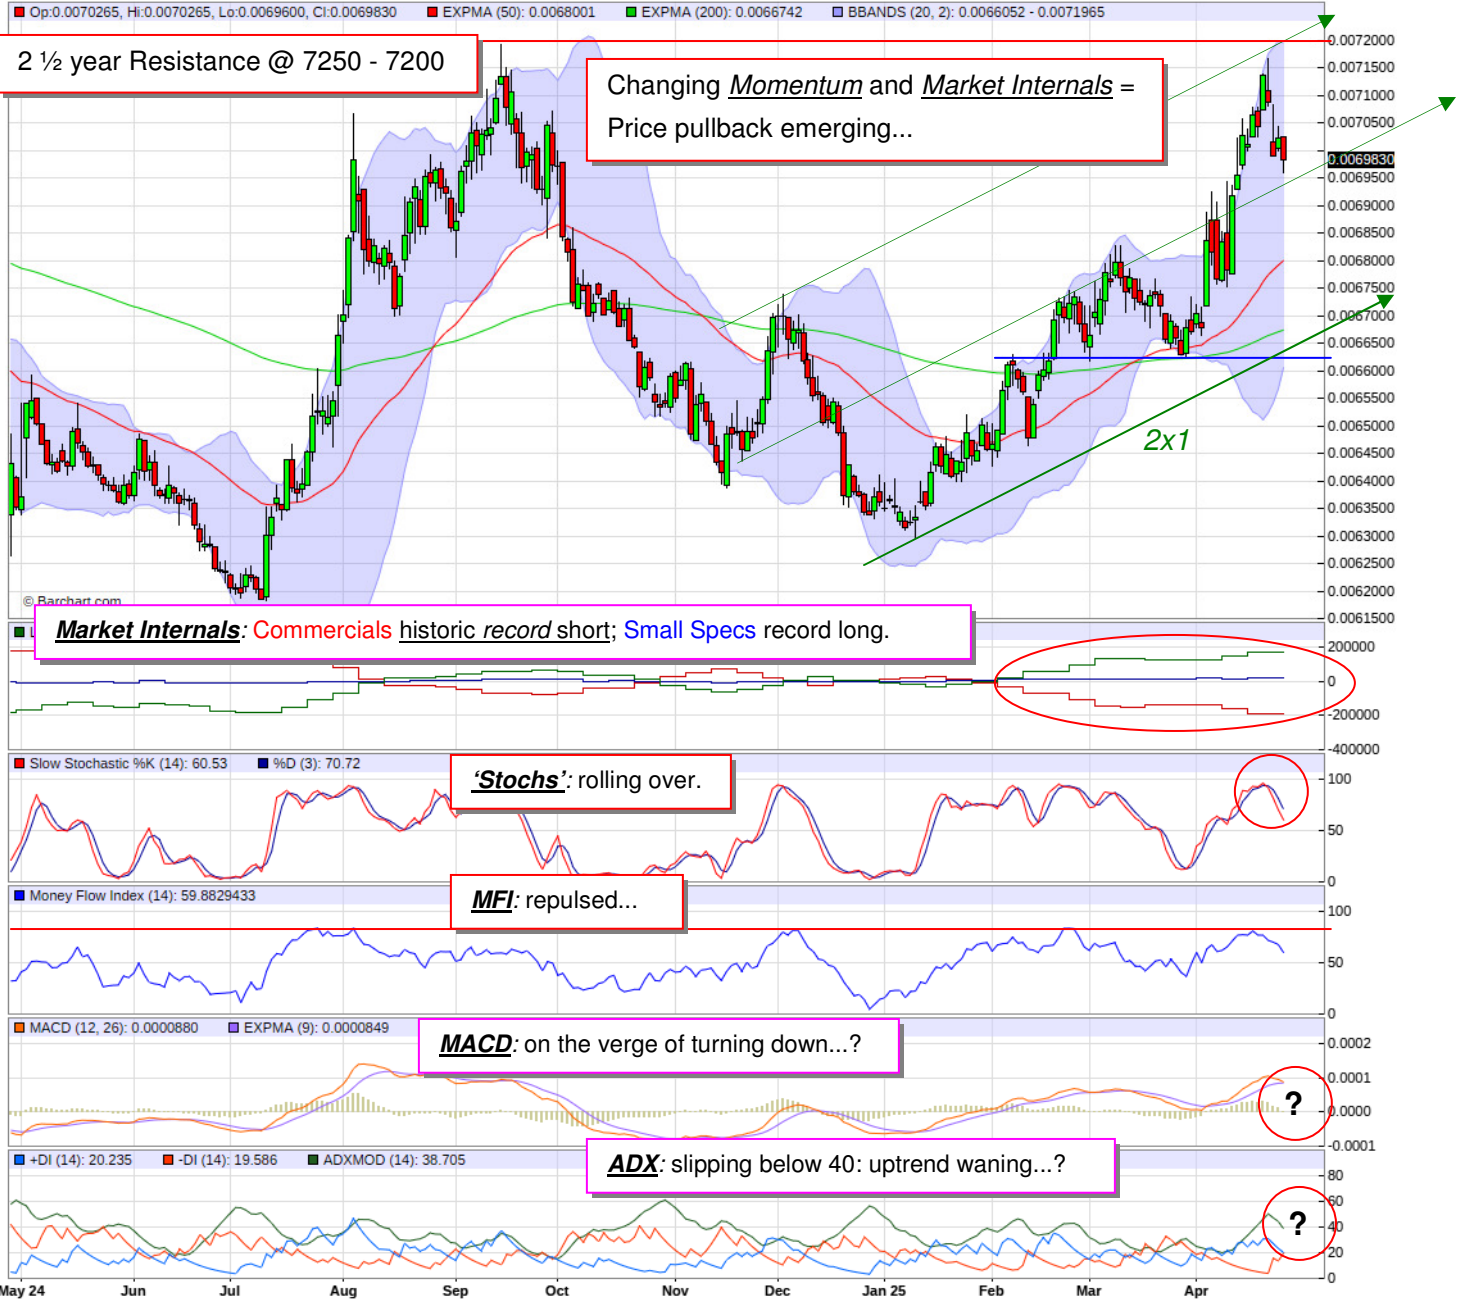 Op:0.0070265, Hi:0.0070265, Lo:0.0069600, Cl:0.0069830 EXPMA (50): 0.0068001 EXPMA (200): 0.0066742 BBANDS (20, 2): 0.0066052 - 0.0071965
2 ½ year Resistance @ 7250 - 7200
Changing Momentum and Market Internals =
Price pullback emerging...
0.0072000
0.0071500
0.0071000
0.0070500
0.0069830
0.0069500
0.0069000
0.0068500
0.0068000
0.0067500
0.0067000
0.0066500
0.0066000
0.0065500
0.0065000
0.0064500
0.0064000
0.0063500
0.0063000
0.0062500
0.0062000
0.0061500
2x1
© Barchart.com
Market Internals: Commercials historic record short; Small Specs record long.
200000
0
-200000
-400000
Slow Stochastic %K (14): 60.53 %D (3): 70.72
'Stochs': rolling over.
100
50
0
Money Flow Index (14): 59.8829433
MFI: repulsed...
100
50
0
MACD (12, 26): 0.0000880 EXPMA (9): 0.0000849
MACD: on the verge of turning down...?
0.0002
0.0001
0.0000
-0.0001
?
+DI (14): 20.235 -DI (14): 19.586 ADXMOD (14): 38.705
ADX: slipping below 40: uptrend waning...?
80
60
40
20
0
?
May 24 Jun Jul Aug Sep Oct Nov Dec Jan 25 Feb Mar Apr